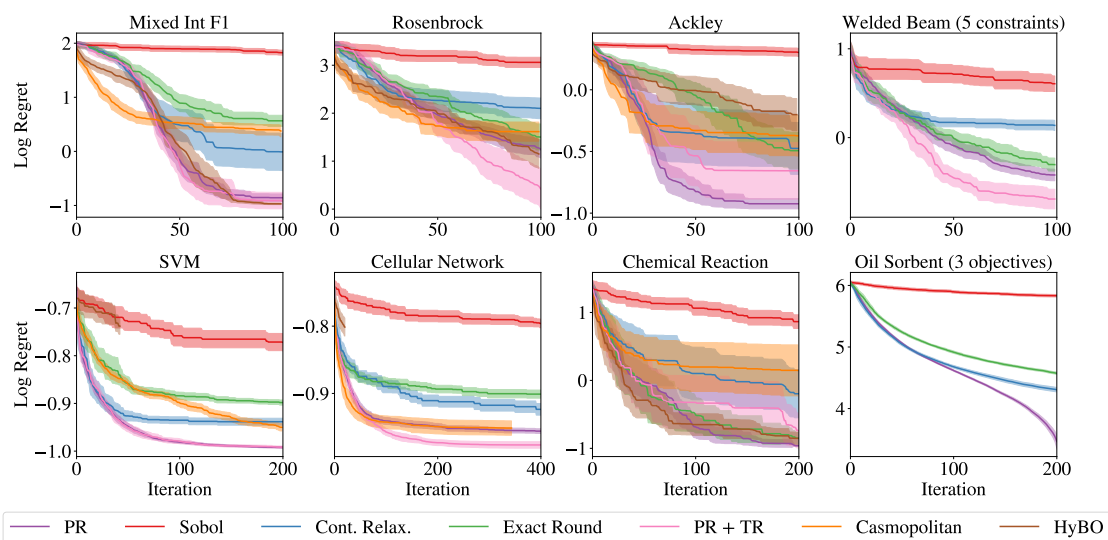 Mixed Int F1
Rosenbrock
Ackley
Welded Beam (5 constraints)
Log Regret
2
1
0
−1
0
50
100
3
2
1
0
0
50
100
0.0
−0.5
−1.0
0
50
100
1
0
0
50
100
SVM
Cellular Network
Chemical Reaction
Oil Sorbent (3 objectives)
Log Regret
−0.7
−0.8
−0.9
−1.0
0
100
200
Iteration
−0.8
−0.9
0
200
400
Iteration
1
0
−1
0
100
200
Iteration
6
5
4
0
100
200
Iteration
PR
Sobol
Cont. Relax.
Exact Round
PR + TR
Casmopolitan
HyBO